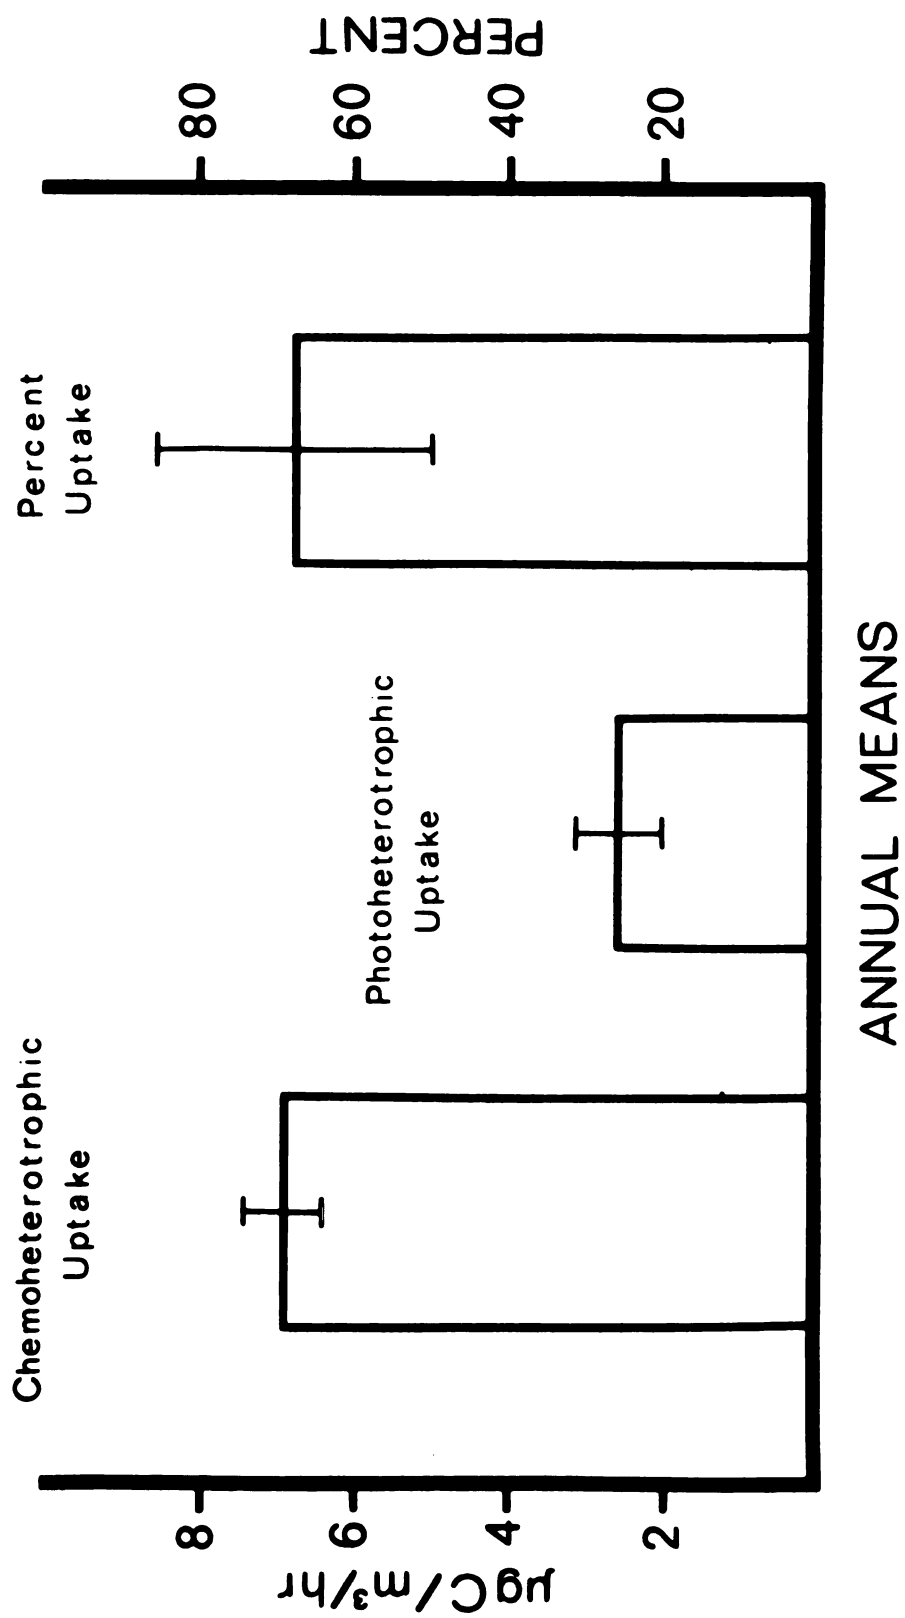 Chemoheterotrophic
Uptake
Photoheterotrophic
Uptake
Percent
Uptake
µgC/m³/hr
8
6
4
2
PERCENT
80
60
40
20
ANNUAL MEANS